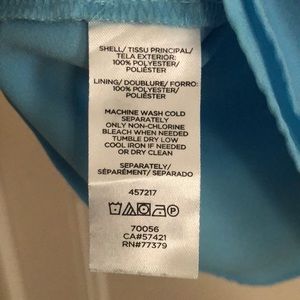 SHELL/ TISSU PRINCIPAL/
TELA EXTERIOR:
100% POLYESTER/
POLIÉSTER
LINING/ DOUBLURE/ FORRO:
100% POLYESTER/
POLIÉSTER
MACHINE WASH COLD
SEPARATELY
ONLY NON-CHLORINE
BLEACH WHEN NEEDED
TUMBLE DRY LOW
COOL IRON IF NEEDED
OR DRY CLEAN
SEPARATELY/
SÉPARÉMENT/ SEPARADO
457217
70056
CA#57421
RN#77379